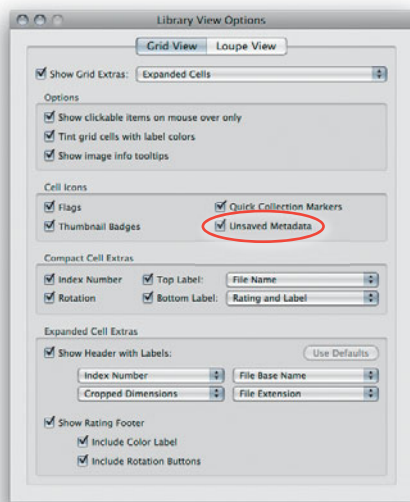 Library View Options
Grid View Loupe View
Show Grid Extras: Expanded Cells
Options
Show clickable items on mouse over only
Tint grid cells with label colors
Show image info tooltips
Cell Icons
Flags Quick Collection Markers
Thumbnail Badges Unsaved Metadata
Compact Cell Extras
Index Number Top Label: File Name
Rotation Bottom Label: Rating and Label
Expanded Cell Extras
Show Header with Labels: Use Defaults
Index Number File Base Name
Cropped Dimensions File Extension
Show Rating Footer
Include Color Label
Include Rotation Buttons